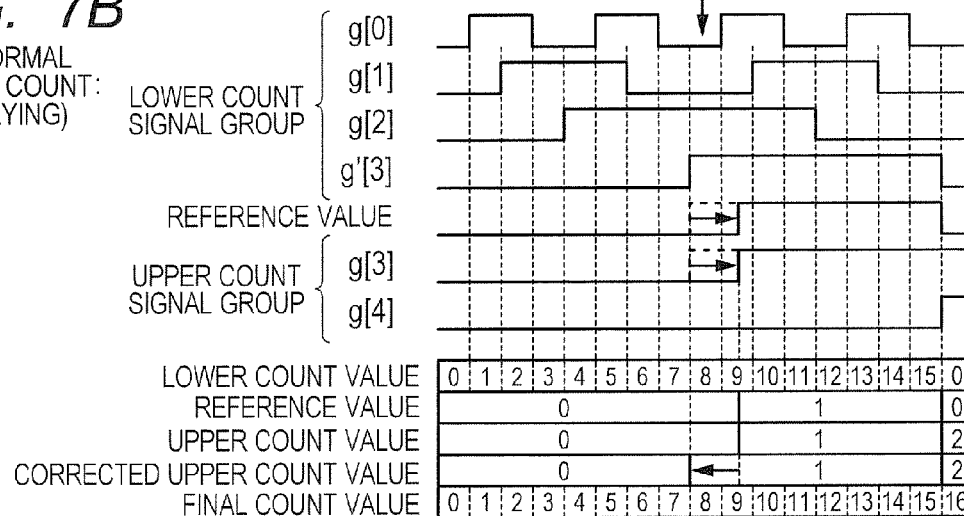 7B
COUNT:
g[0]
g[1]
LOWER COUNT
SIGNAL GROUP
g[2]
g'[3]
REFERENCE VALUE
UPPER COUNT
SIGNAL GROUP
g[3]
g[4]
LOWER COUNT VALUE 0 1 2 3 4 5 6 7 8 9 10 11 12 13 14 15 0
REFERENCE VALUE 0 1 0
UPPER COUNT VALUE 0 1 2
CORRECTED UPPER COUNT VALUE 0 1 2
FINAL COUNT VALUE 0 1 2 3 4 5 6 7 8 9 10 11 12 13 14 15 16